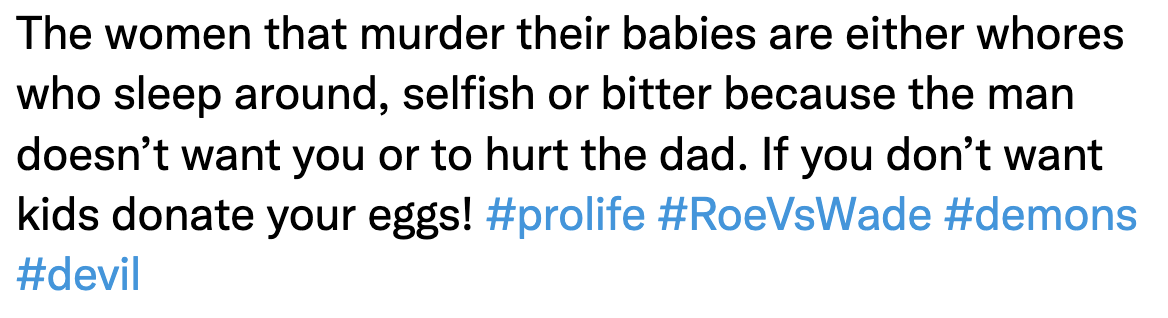 The women that murder their babies are either whores
who sleep around, selfish or bitter because the man
doesn’t want you or to hurt the dad. If you don’t want
kids donate your eggs! #prolife #RoeVsWade #demons
#devil